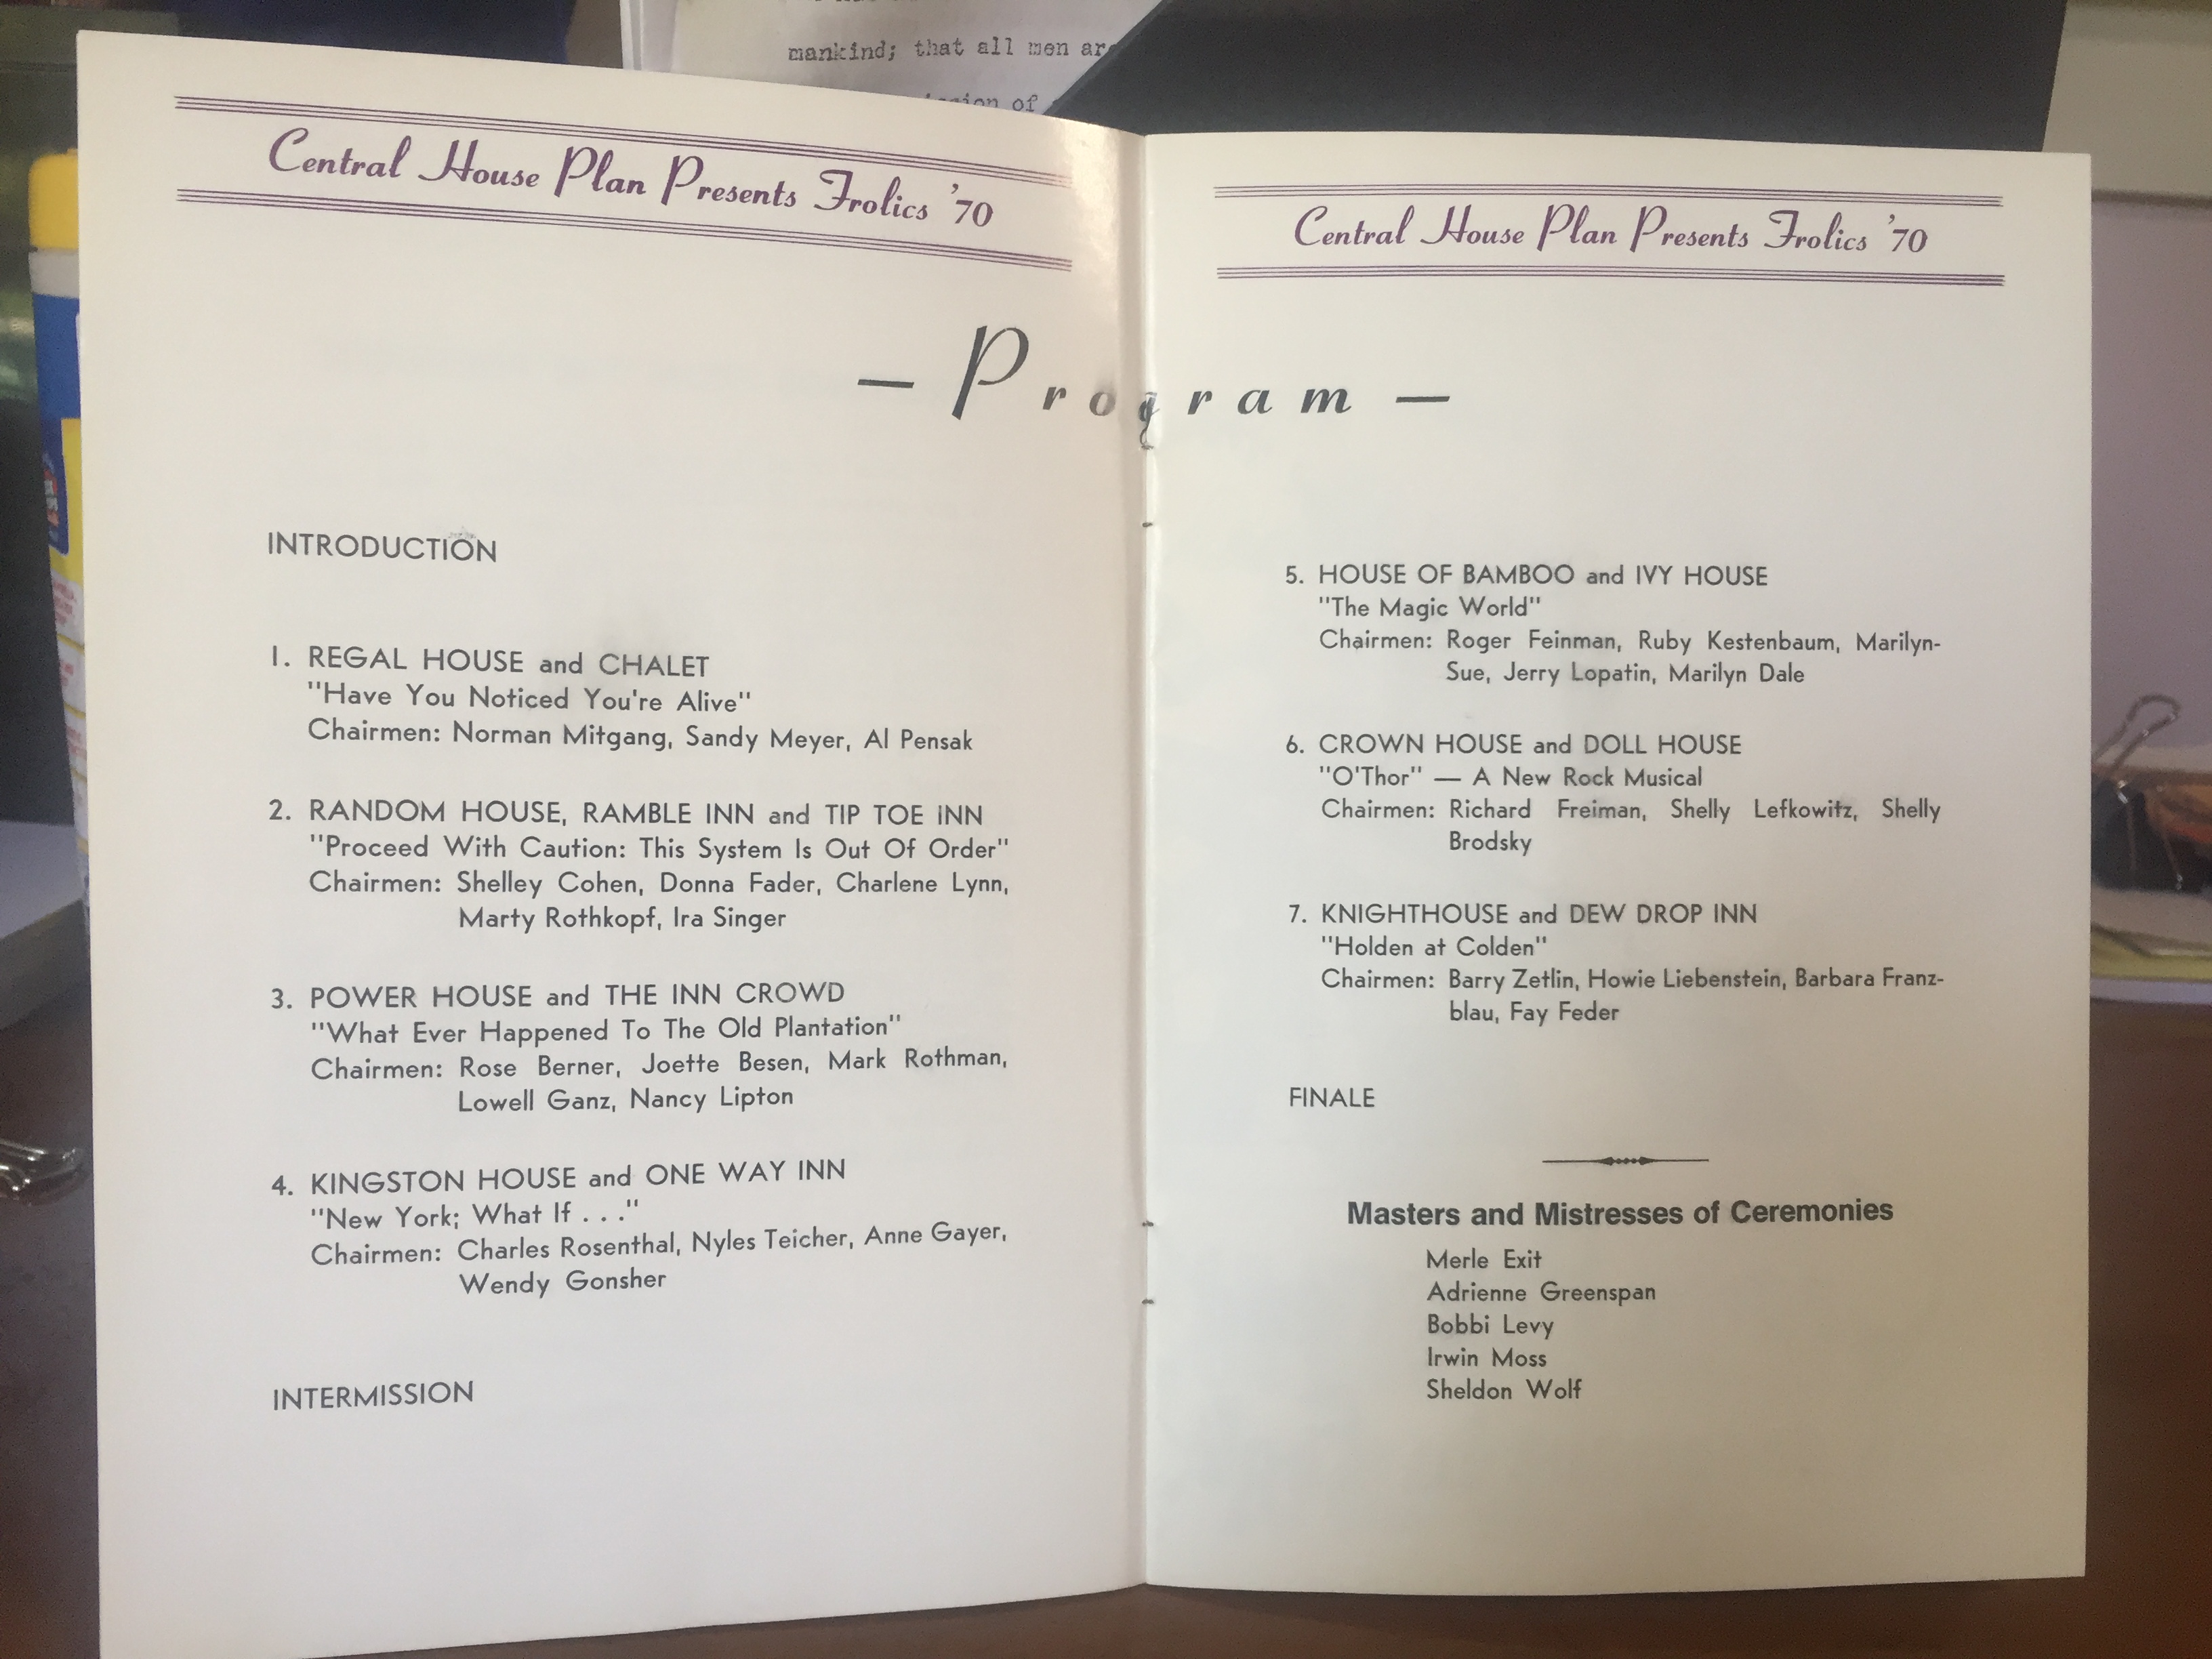 mankind; that all men are
of
Central House Plan Presents Frolics '70
Central House Plan Presents Frolics '70
— Program —
INTRODUCTION
1. REGAL HOUSE and CHALET
"Have You Noticed You're Alive"
Chairmen: Norman Mitgang, Sandy Meyer, Al Pensak
2. RANDOM HOUSE, RAMBLE INN and TIP TOE INN
"Proceed With Caution: This System Is Out Of Order"
Chairmen: Shelley Cohen, Donna Fader, Charlene Lynn,
Marty Rothkopf, Ira Singer
3. POWER HOUSE and THE INN CROWD
"What Ever Happened To The Old Plantation"
Chairmen: Rose Berner, Joette Besen, Mark Rothman,
Lowell Ganz, Nancy Lipton
4. KINGSTON HOUSE and ONE WAY INN
"New York; What If . . ."
Chairmen: Charles Rosenthal, Nyles Teicher, Anne Gayer,
Wendy Gonsher
INTERMISSION
5. HOUSE OF BAMBOO and IVY HOUSE
"The Magic World"
Chairmen: Roger Feinman, Ruby Kestenbaum, Marilyn-
Sue, Jerry Lopatin, Marilyn Dale
6. CROWN HOUSE and DOLL HOUSE
"O'Thor" — A New Rock Musical
Chairmen: Richard Freiman, Shelly Lefkowitz, Shelly
Brodsky
7. KNIGHTHOUSE and DEW DROP INN
"Holden at Colden"
Chairmen: Barry Zetlin, Howie Liebenstein, Barbara Franz-
blau, Fay Feder
FINALE
Masters and Mistresses of Ceremonies
Merle Exit
Adrienne Greenspan
Bobbi Levy
Irwin Moss
Sheldon Wolf